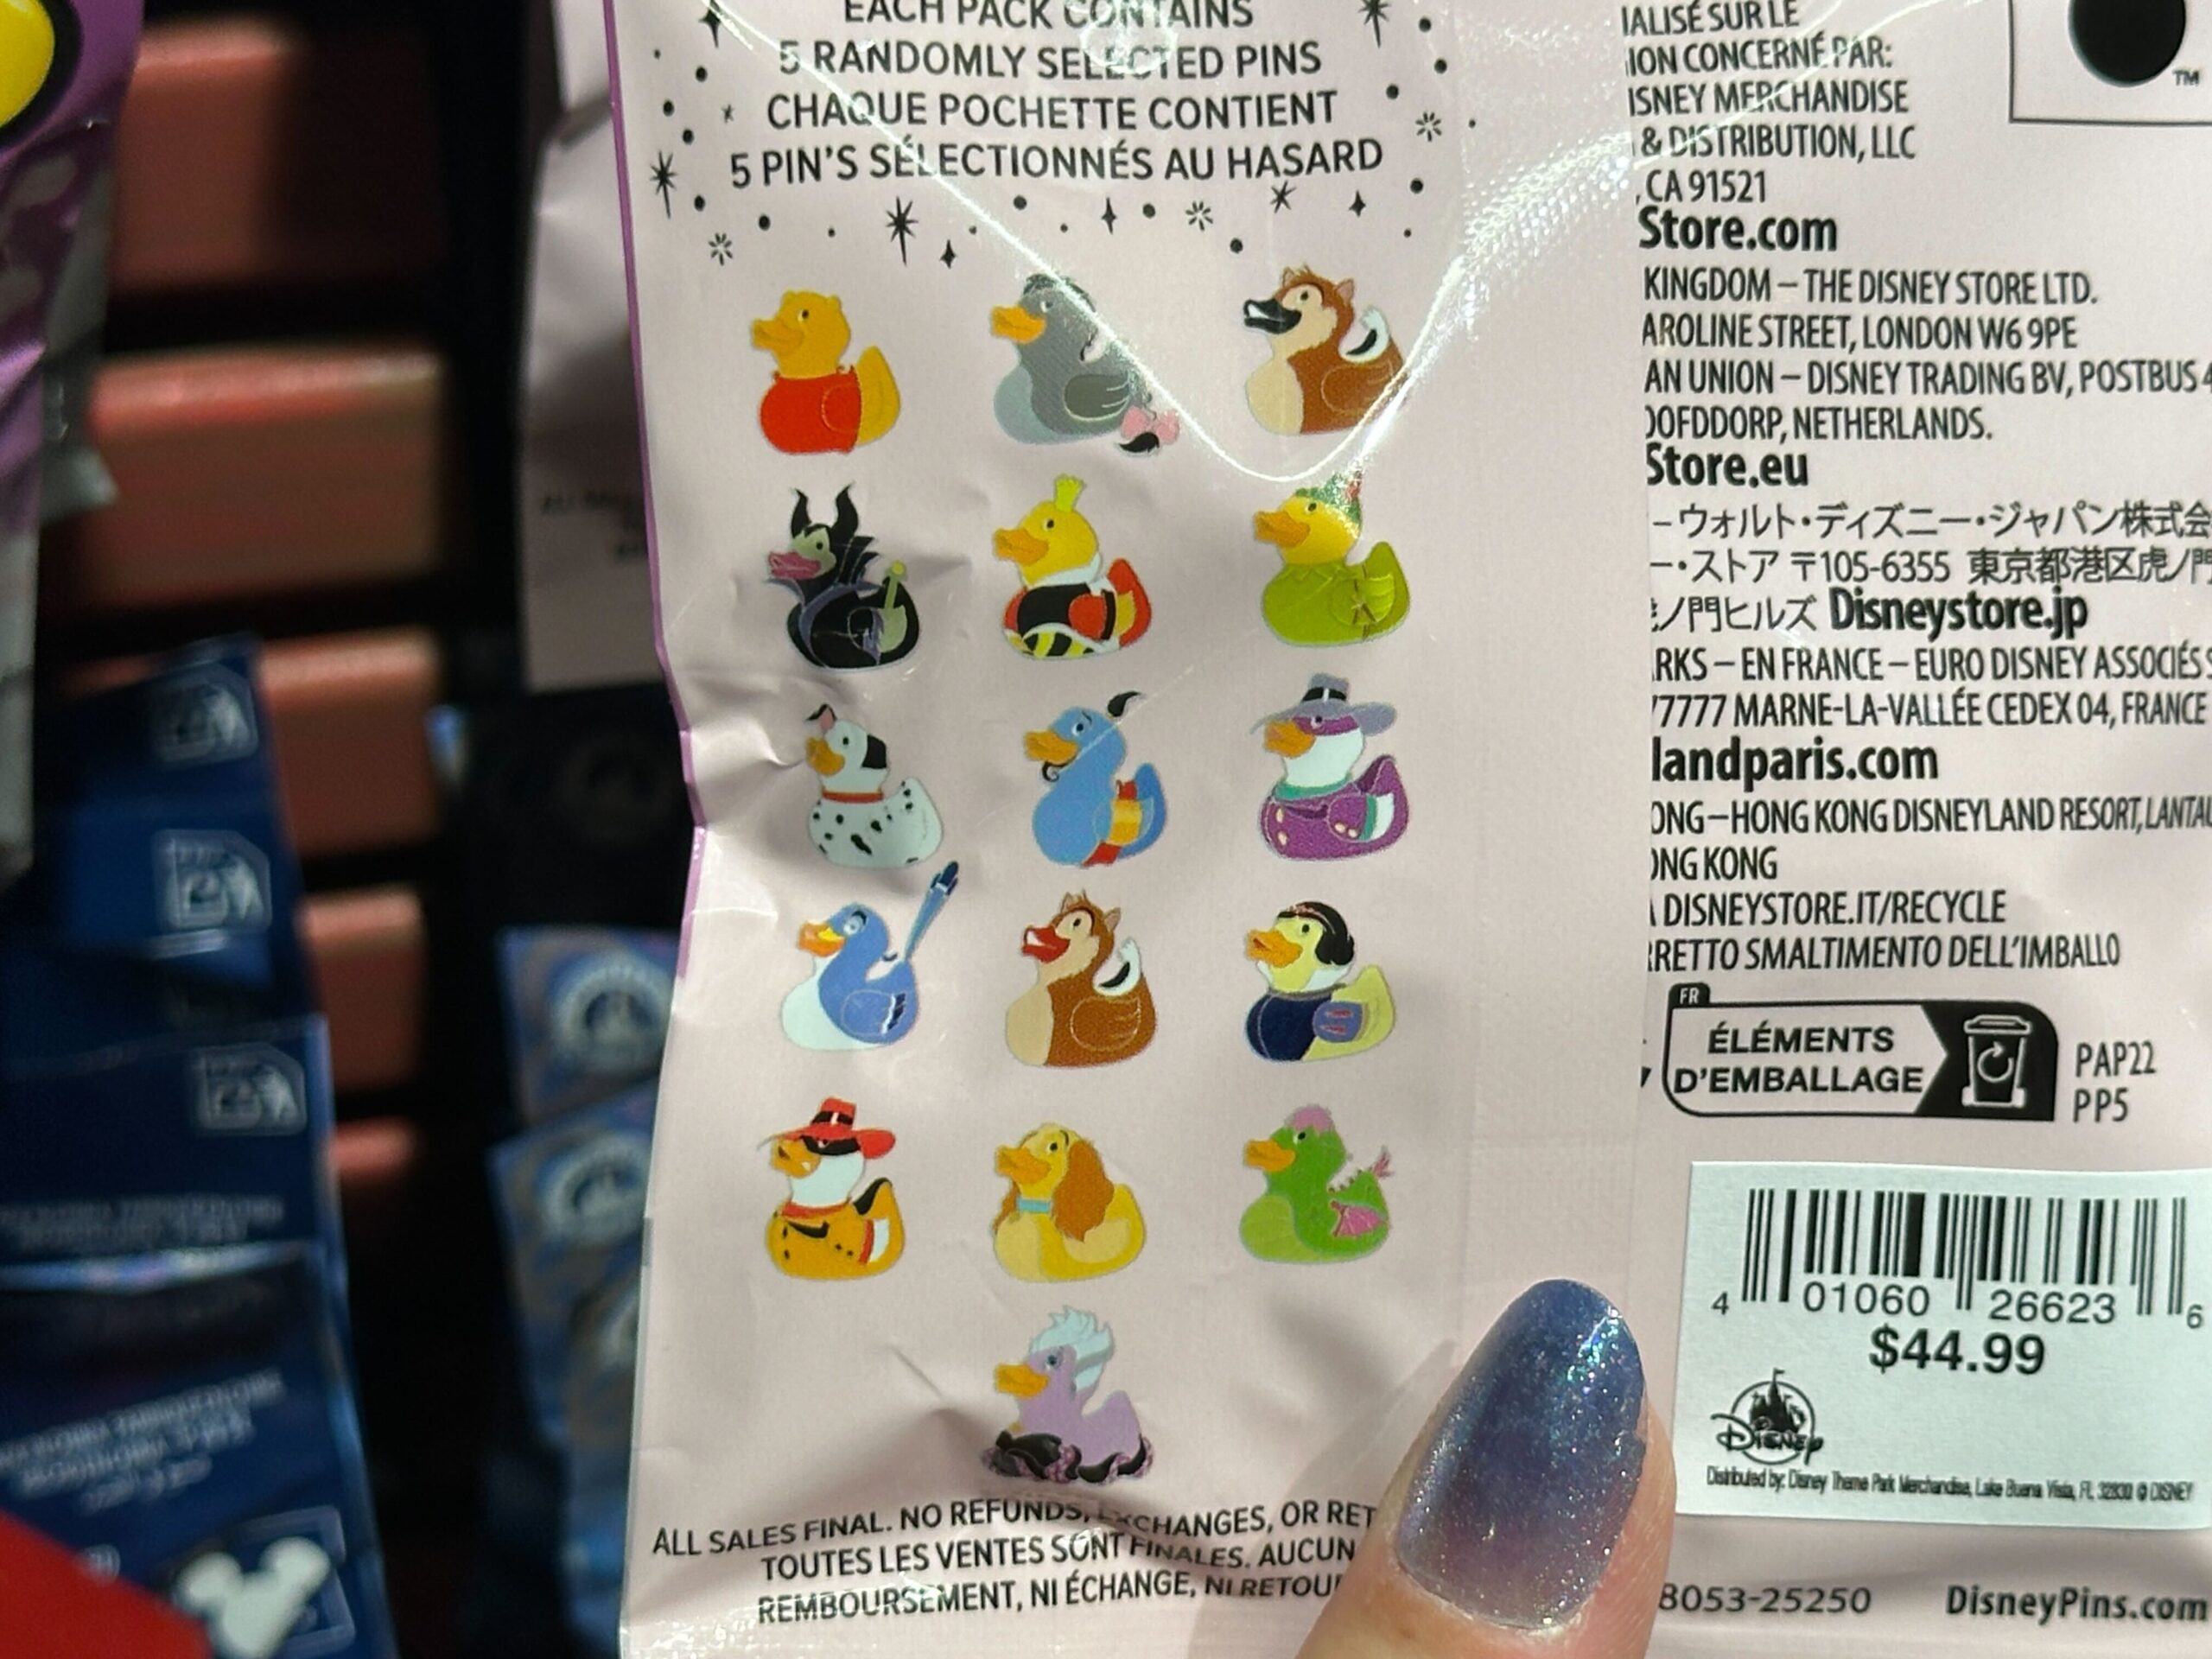 EACH PACK CONTAINS
5 RANDOMLY SELECTED PINS
CHAQUE POCHETTE CONTIENT
5 PIN'S SÉLECTIONNÉS AU HASARD
ALL SALES FINAL. NO REFUNDS, EXCHANGES, OR RET
TOUTES LES VENTES SONT FINALES. AUCUN
REMBOURSEMENT, NI ÉCHANGE, NI RETOU
IALISÉ SUR LE
ION CONCERNÉ PAR:
ISNEY MERCHANDISE
& DISTRIBUTION, LLC
, CA 91521
Store.com
KINGDOM – THE DISNEY STORE LTD.
AROLINE STREET, LONDON W6 9PE
AN UNION – DISNEY TRADING BV, POSTBUS 4
OOFDDORP, NETHERLANDS.
Store.eu
–ウォルト・ディズニー・ジャパン株式会
ー・ストア 〒105-6355 東京都港区虎ノ門
ノ門ヒルズ Disneystore.jp
ARKS – EN FRANCE – EURO DISNEY ASSOCIÉS S
77777 MARNE-LA-VALLÉE CEDEX 04, FRANCE
landparis.com
ONG – HONG KONG DISNEYLAND RESORT, LANTAU
ONG KONG
A DISNEYSTORE.IT/RECYCLE
RRETTO SMALTIMENTO DELL'IMBALLO
FR
ÉLÉMENTS
D'EMBALLAGE
PAP22
PP5
4 01060 26623 6
$44.99
Disney
Distributed by: Disney Theme Park Merchandise, Lake Buena Vista, FL 32830 © DISNEY
8053-25250 DisneyPins.com
TM